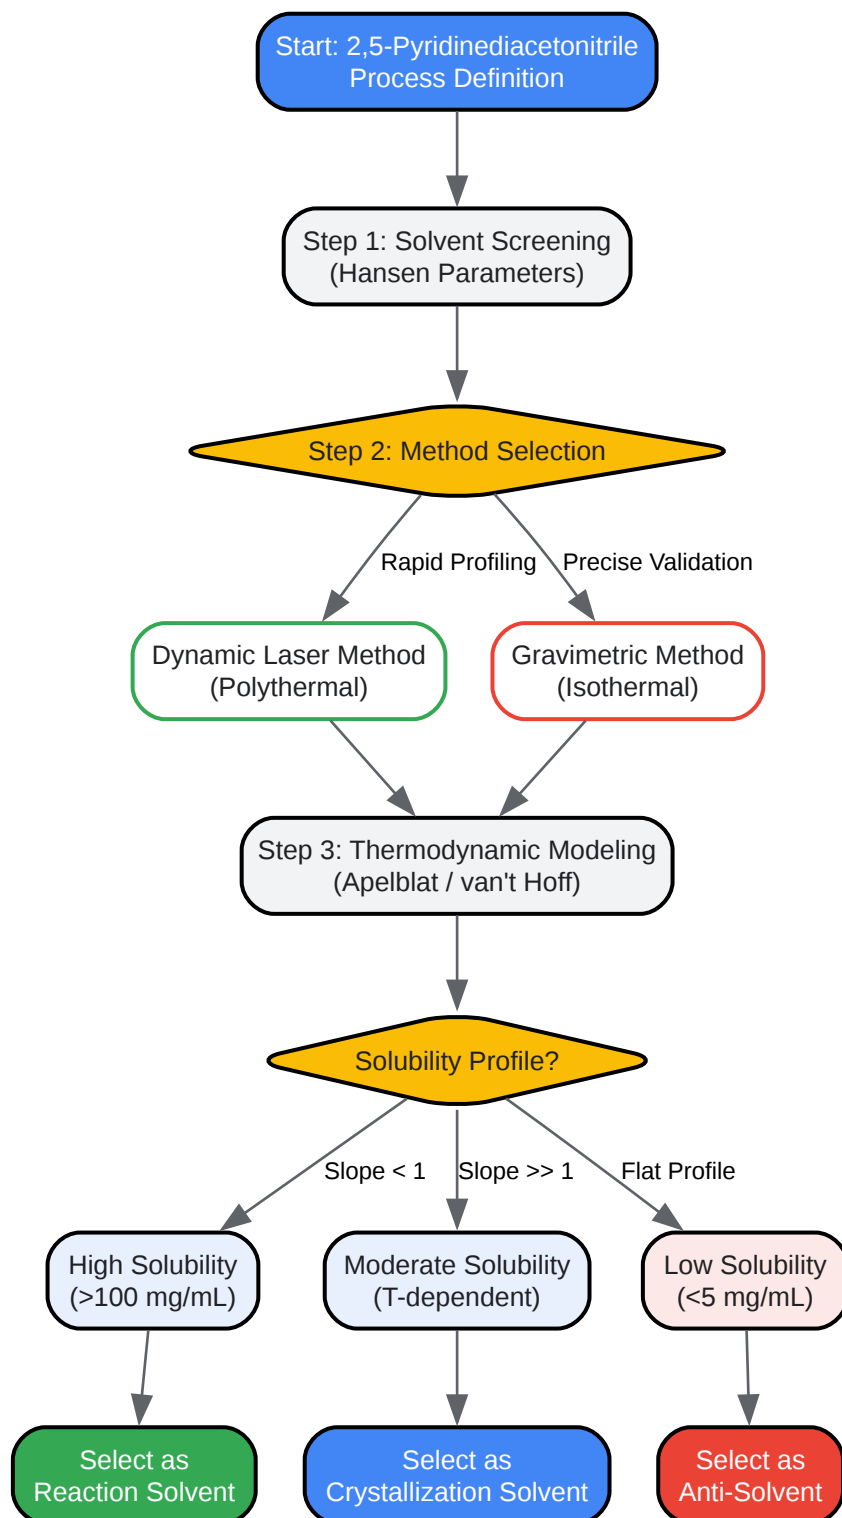 Start: 2,5-Pyridinediacetonitrile
Process Definition
Step 1: Solvent Screening
(Hansen Parameters)
Step 2: Method Selection
Rapid Profiling
Precise Validation
Dynamic Laser Method
(Polythermal)
Gravimetric Method
(Isothermal)
Step 3: Thermodynamic Modeling
(Apelblat / van't Hoff)
Solubility Profile?
Slope < 1
Slope >> 1
Flat Profile
High Solubility
(>100 mg/mL)
Moderate Solubility
(T-dependent)
Low Solubility
(<5 mg/mL)
Select as
Reaction Solvent
Select as
Crystallization Solvent
Select as
Anti-Solvent